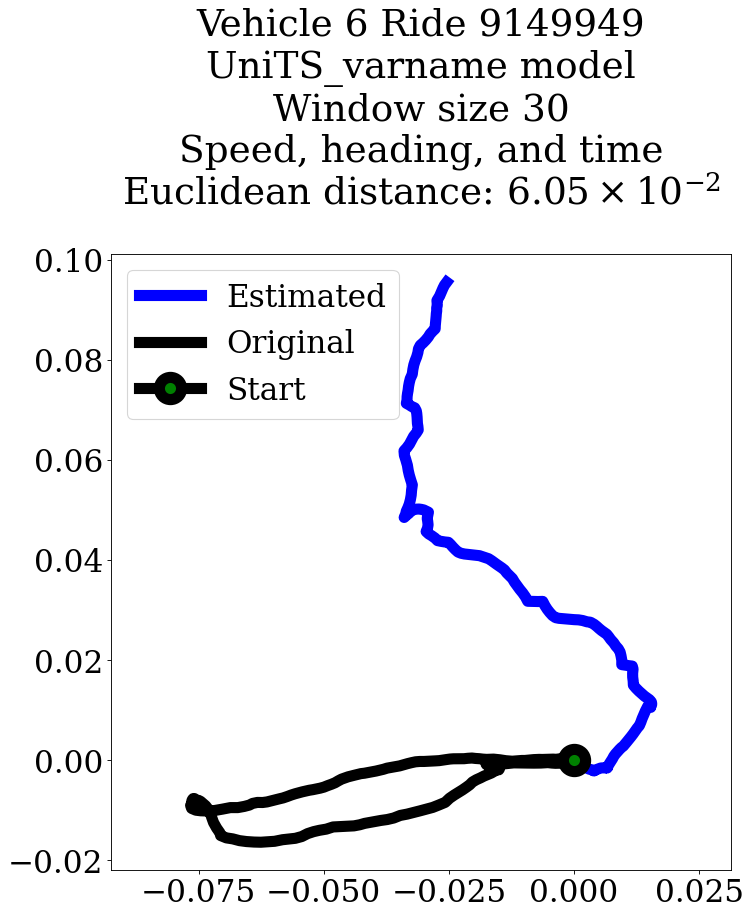 Vehicle 6 Ride 9149949
UniTS_varname model
Window size 30
Speed, heading, and time
Euclidean distance: 6.05 × 10⁻²
0.10
Estimated
Original
Start
0.08
0.06
0.04
0.02
0.00
−0.02
−0.075 −0.050 −0.025 0.000 0.025